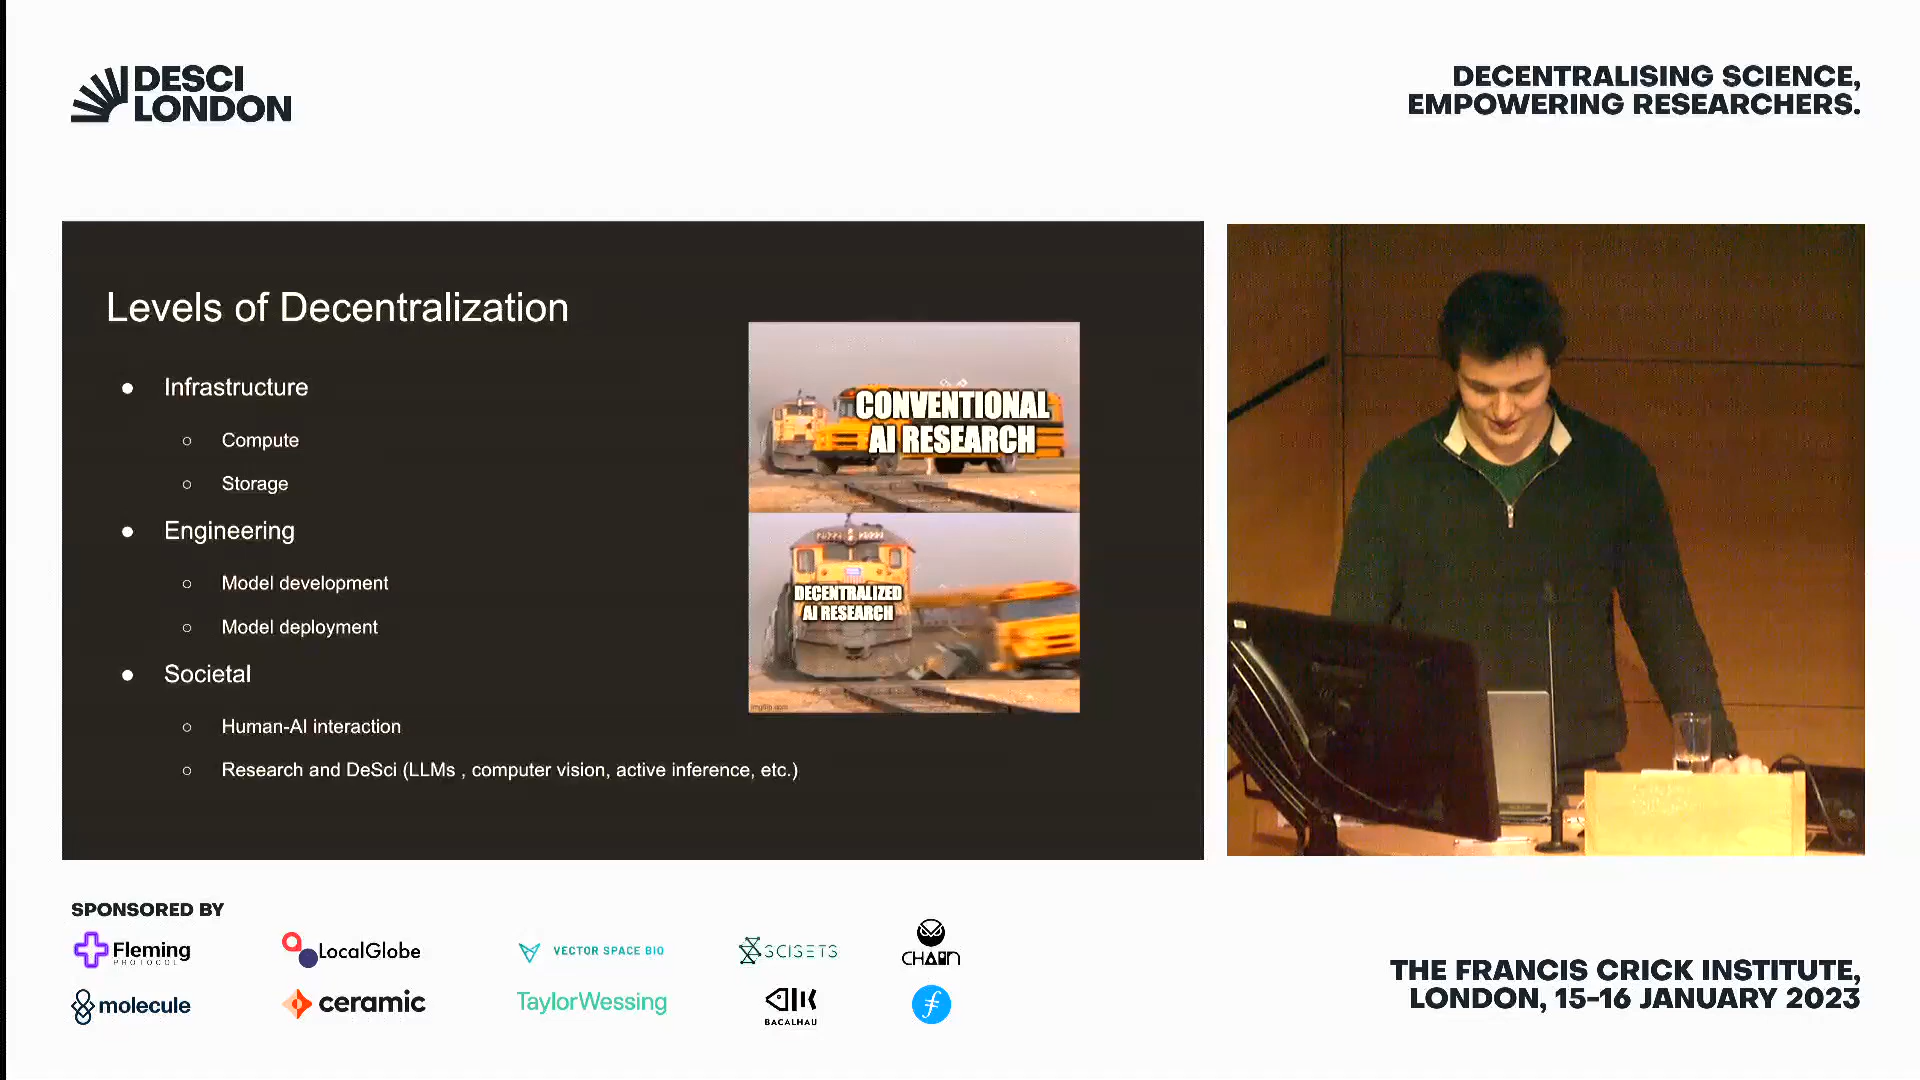 DESCI
LONDON
DECENTRALISING SCIENCE,
EMPOWERING RESEARCHERS.
Levels of Decentralization
● Infrastructure
○ Compute
○ Storage
● Engineering
○ Model development
○ Model deployment
● Societal
○ Human-AI interaction
○ Research and DeSci (LLMs , computer vision, active inference, etc.)
CONVENTIONAL
AI RESEARCH
DECENTRALIZED
AI RESEARCH
imgflip.com
SPONSORED BY
Fleming
PROTOCOL
LocalGlobe
VECTOR SPACE BIO
SCISETS
CHAIN
molecule
ceramic
TaylorWessing
BACALHAU
THE FRANCIS CRICK INSTITUTE,
LONDON, 15-16 JANUARY 2023